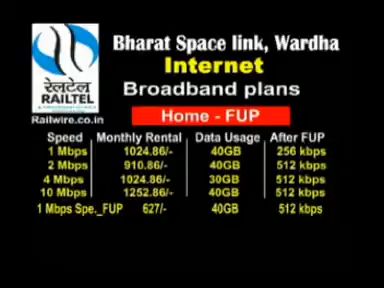 Bharat Space link, Wardha
Internet
रेलटेल
RAILTEL
Broadband plans
Railwire.co.in
Home - FUP
Speed Monthly Rental Data Usage After FUP
1 Mbps 1024.86/- 40GB 256 kbps
2 Mbps 910.86/- 40GB 512 kbps
4 Mbps 1024.86/- 30GB 512 kbps
10 Mbps 1252.86/- 40GB 512 kbps
1 Mbps Spe._FUP 627/- 40GB 512 kbps